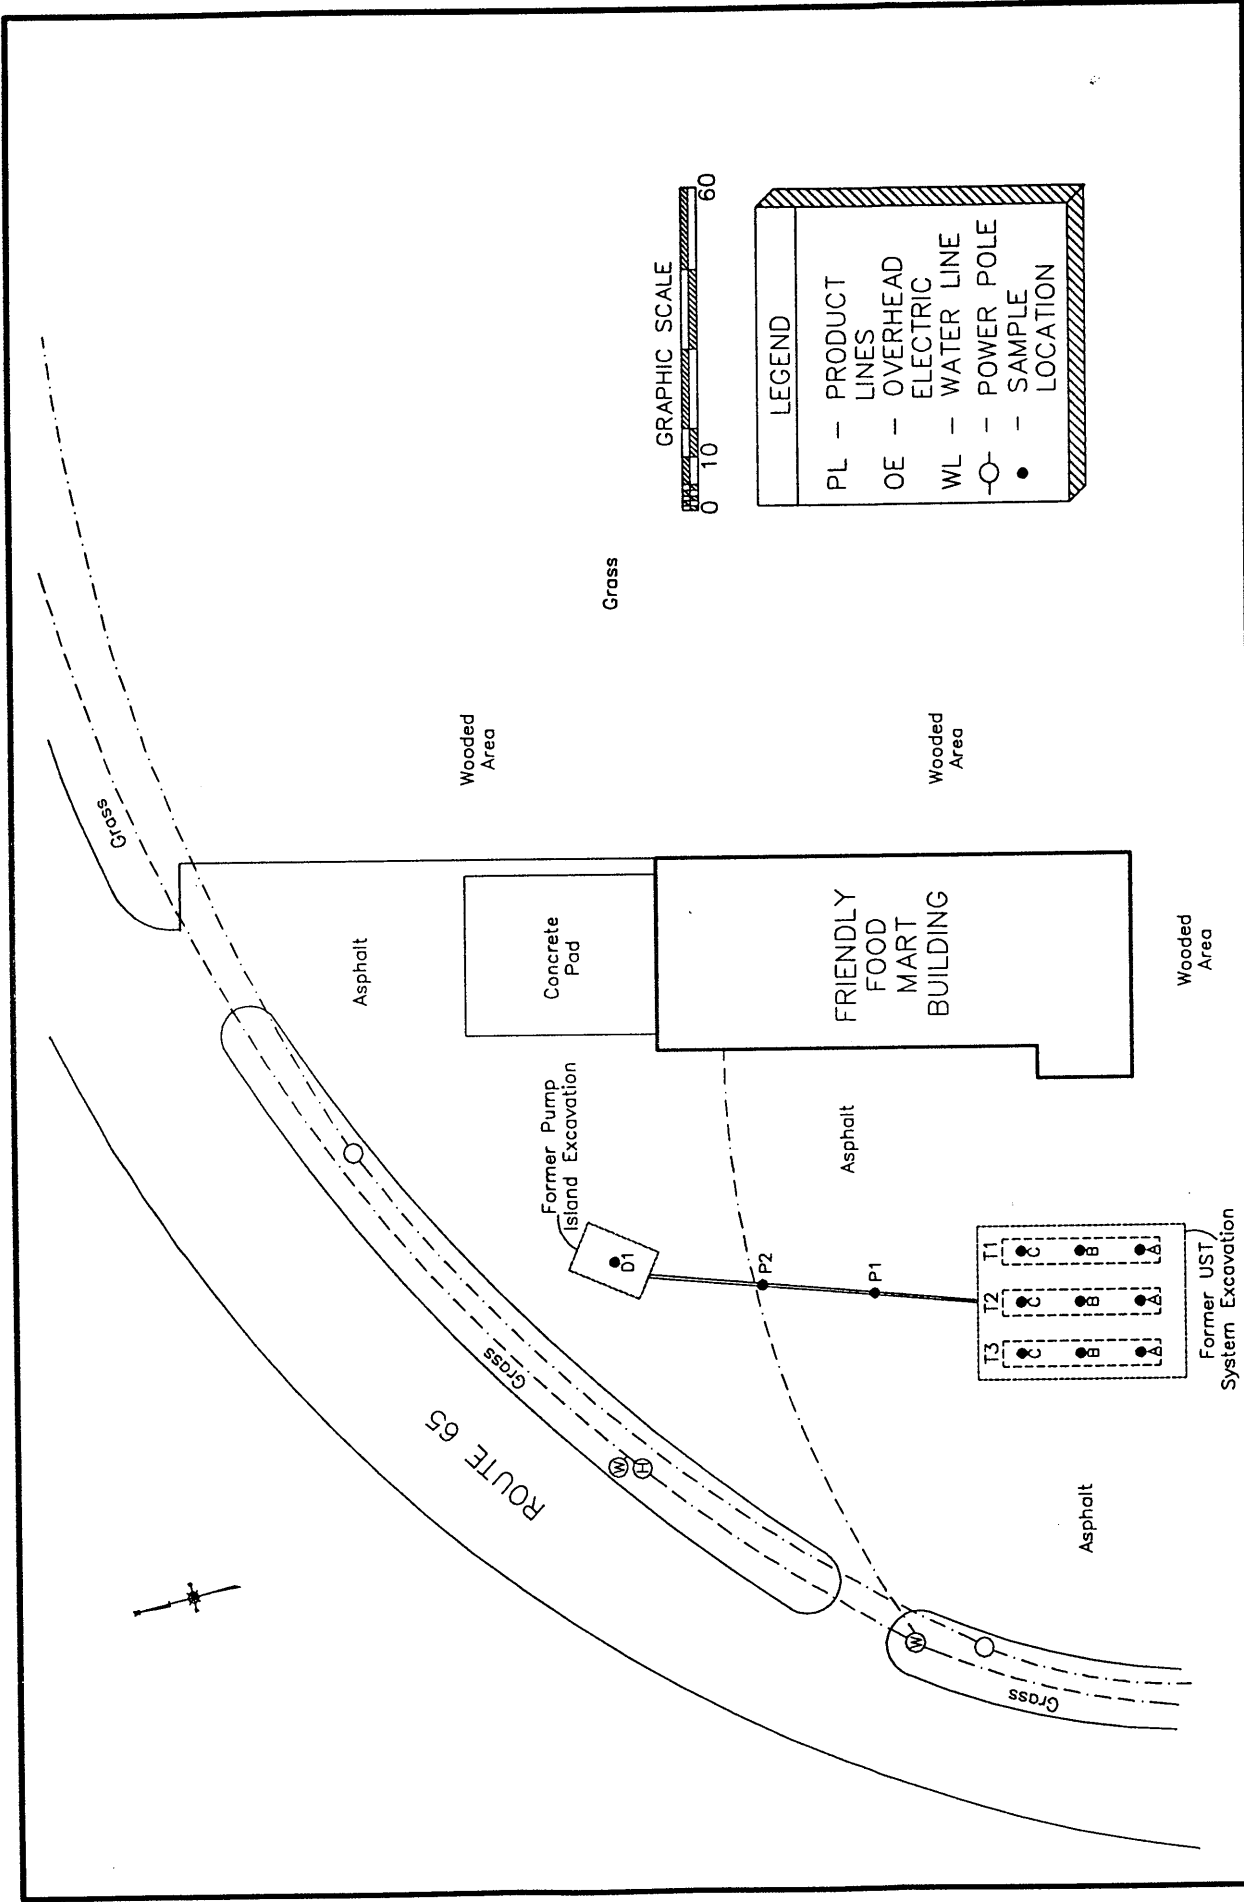 Grass
ROUTE 65
Grass
Grass
W
H
W
Asphalt
Concrete
Pad
Wooded
Area
Grass
Former Pump
Island Excavation
D1
P2
P1
Asphalt
FRIENDLY
FOOD
MART
BUILDING
Wooded
Area
Wooded
Area
Asphalt
T3
T2
T1
C
C
C
B
B
B
A
A
A
Former UST
System Excavation
GRAPHIC SCALE
0
10
60
LEGEND
PL – PRODUCT
LINES
OE – OVERHEAD
ELECTRIC
WL – WATER LINE
– POWER POLE
– SAMPLE
LOCATION